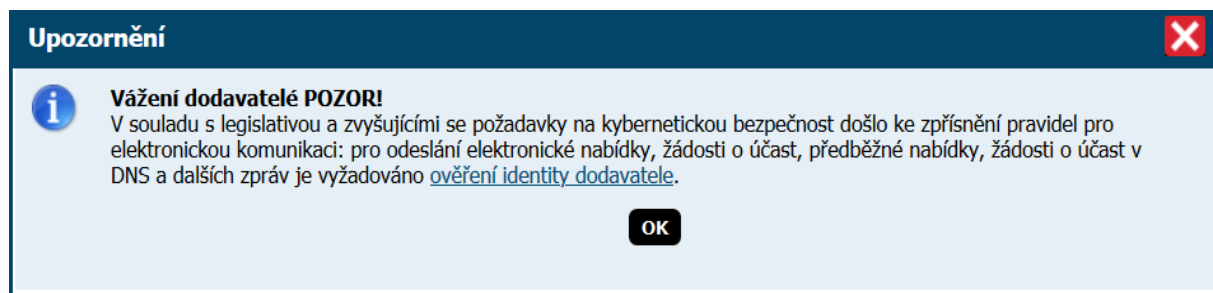 Upozornění
Vážení dodavatelé POZOR!
V souladu s legislativou a zvyšujícími se požadavky na kybernetickou bezpečnost došlo ke zpřísnění pravidel pro
elektronickou komunikaci: pro odeslání elektronické nabídky, žádosti o účast, předběžné nabídky, žádosti o účast v
DNS a dalších zpráv je vyžadováno ověření identity dodavatele.
OK